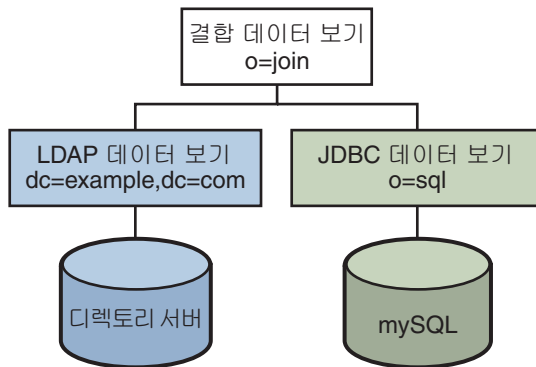 결합 데이터 보기
o=join
LDAP 데이터 보기
dc=example,dc=com
JDBC 데이터 보기
o=sql
디렉토리 서버
mySQL